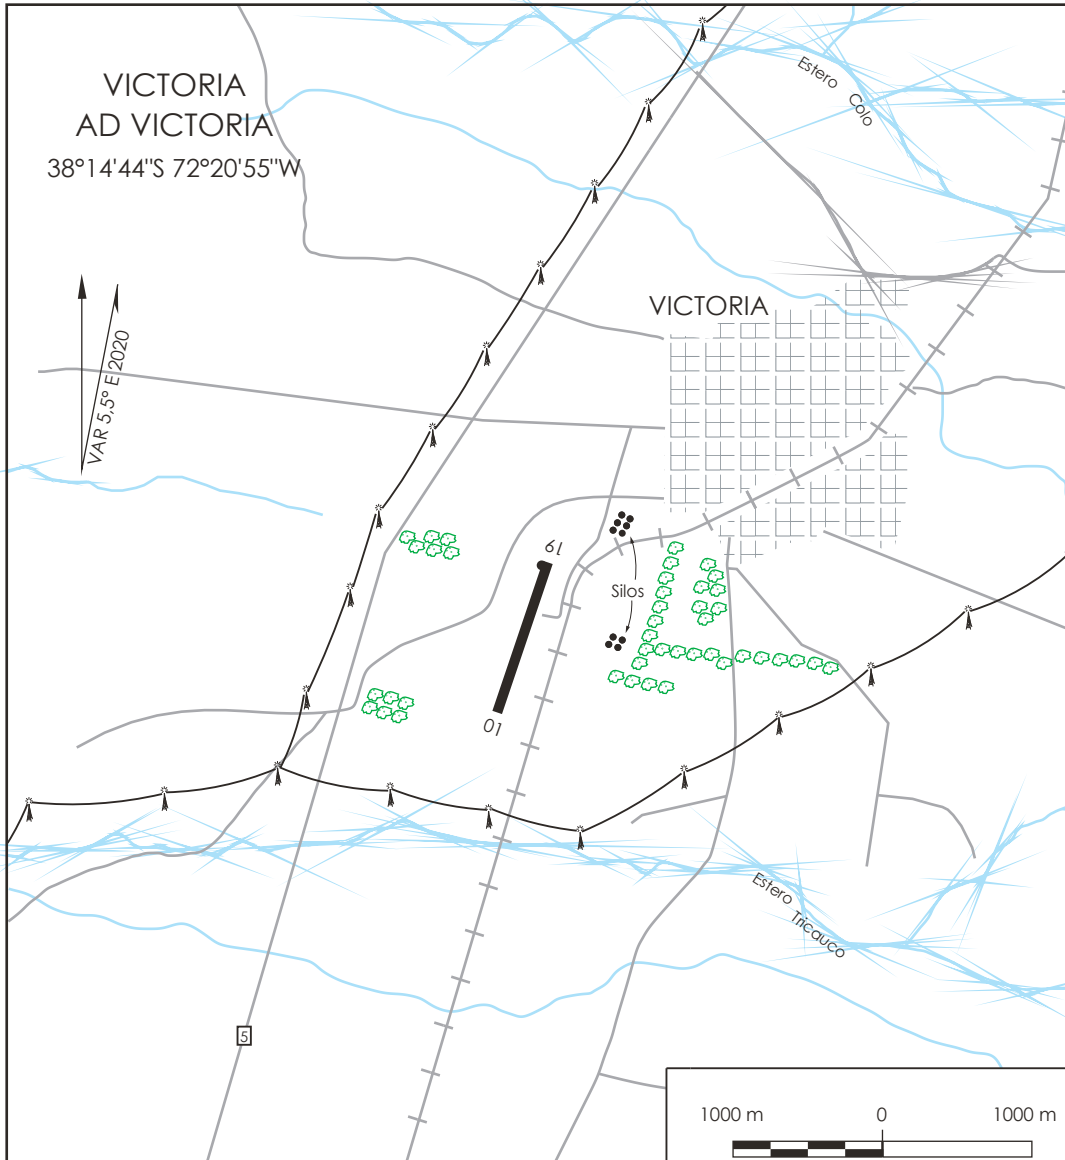 VICTORIA
AD VICTORIA
38°14'44"S 72°20'55"W
Estero Colo
VICTORIA
VAR 5,5° E 2020
19
Silos
01
Estero Tricauco
5
1000 m 0 1000 m